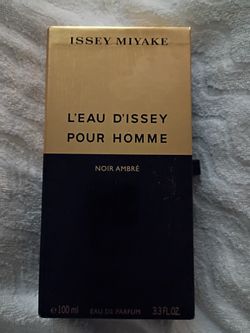 ISSEY MIYAKE
L'EAU D'ISSEY
POUR HOMME
NOIR AMBRÉ
e 100 ml EAU DE PARFUM 3.3 FL.OZ.